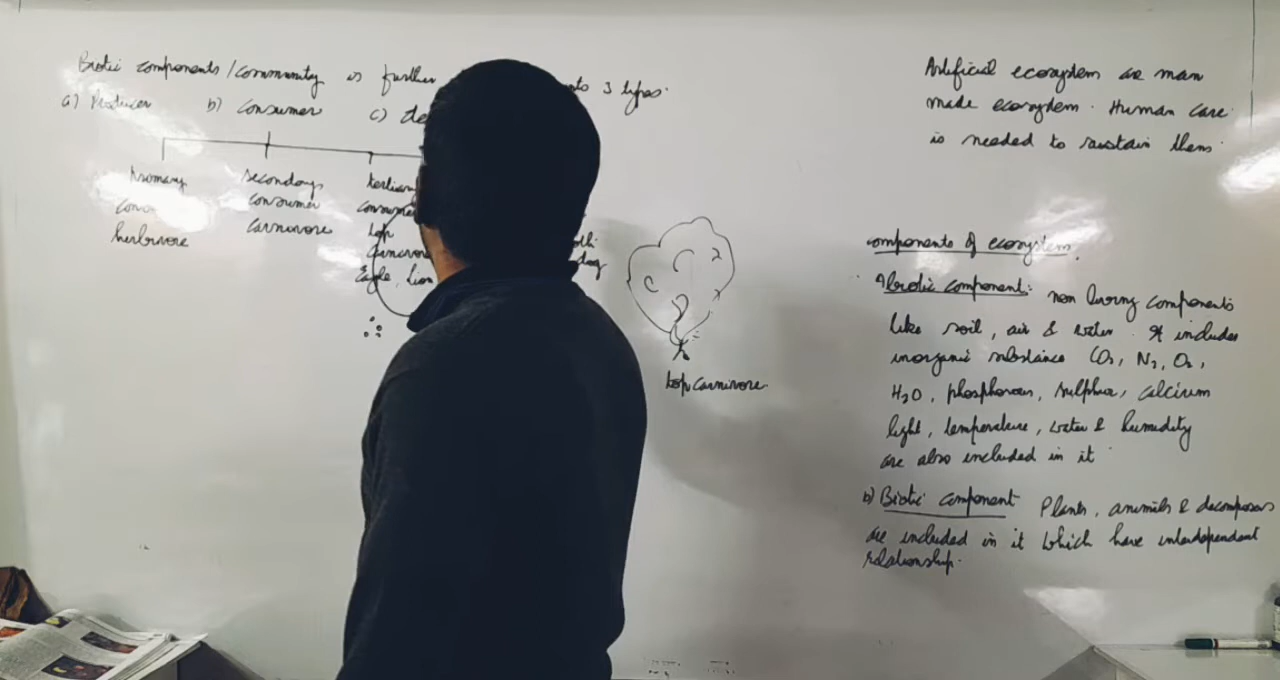 Biotic components / community is further
3 types.
a) Producer b) Consumer c) de
Primary Secondary tertiary
consumer consumer
herbivore Carnivore top
Carnivore
Eagle, Lion
top carnivore.
Artificial ecosystem are man
made ecosystem. Human care
is needed to sustain them.
components of ecosystem.
Abiotic component: non living components
like soil, air & water. It includes
inorganic substance CO2, N2, O2,
H2O, phosphorous, sulphur, calcium
light, temperature, water & humidity
are also included in it
b) Biotic component Plants, animals & decomposers
are included in it which have interdependent
relationship.